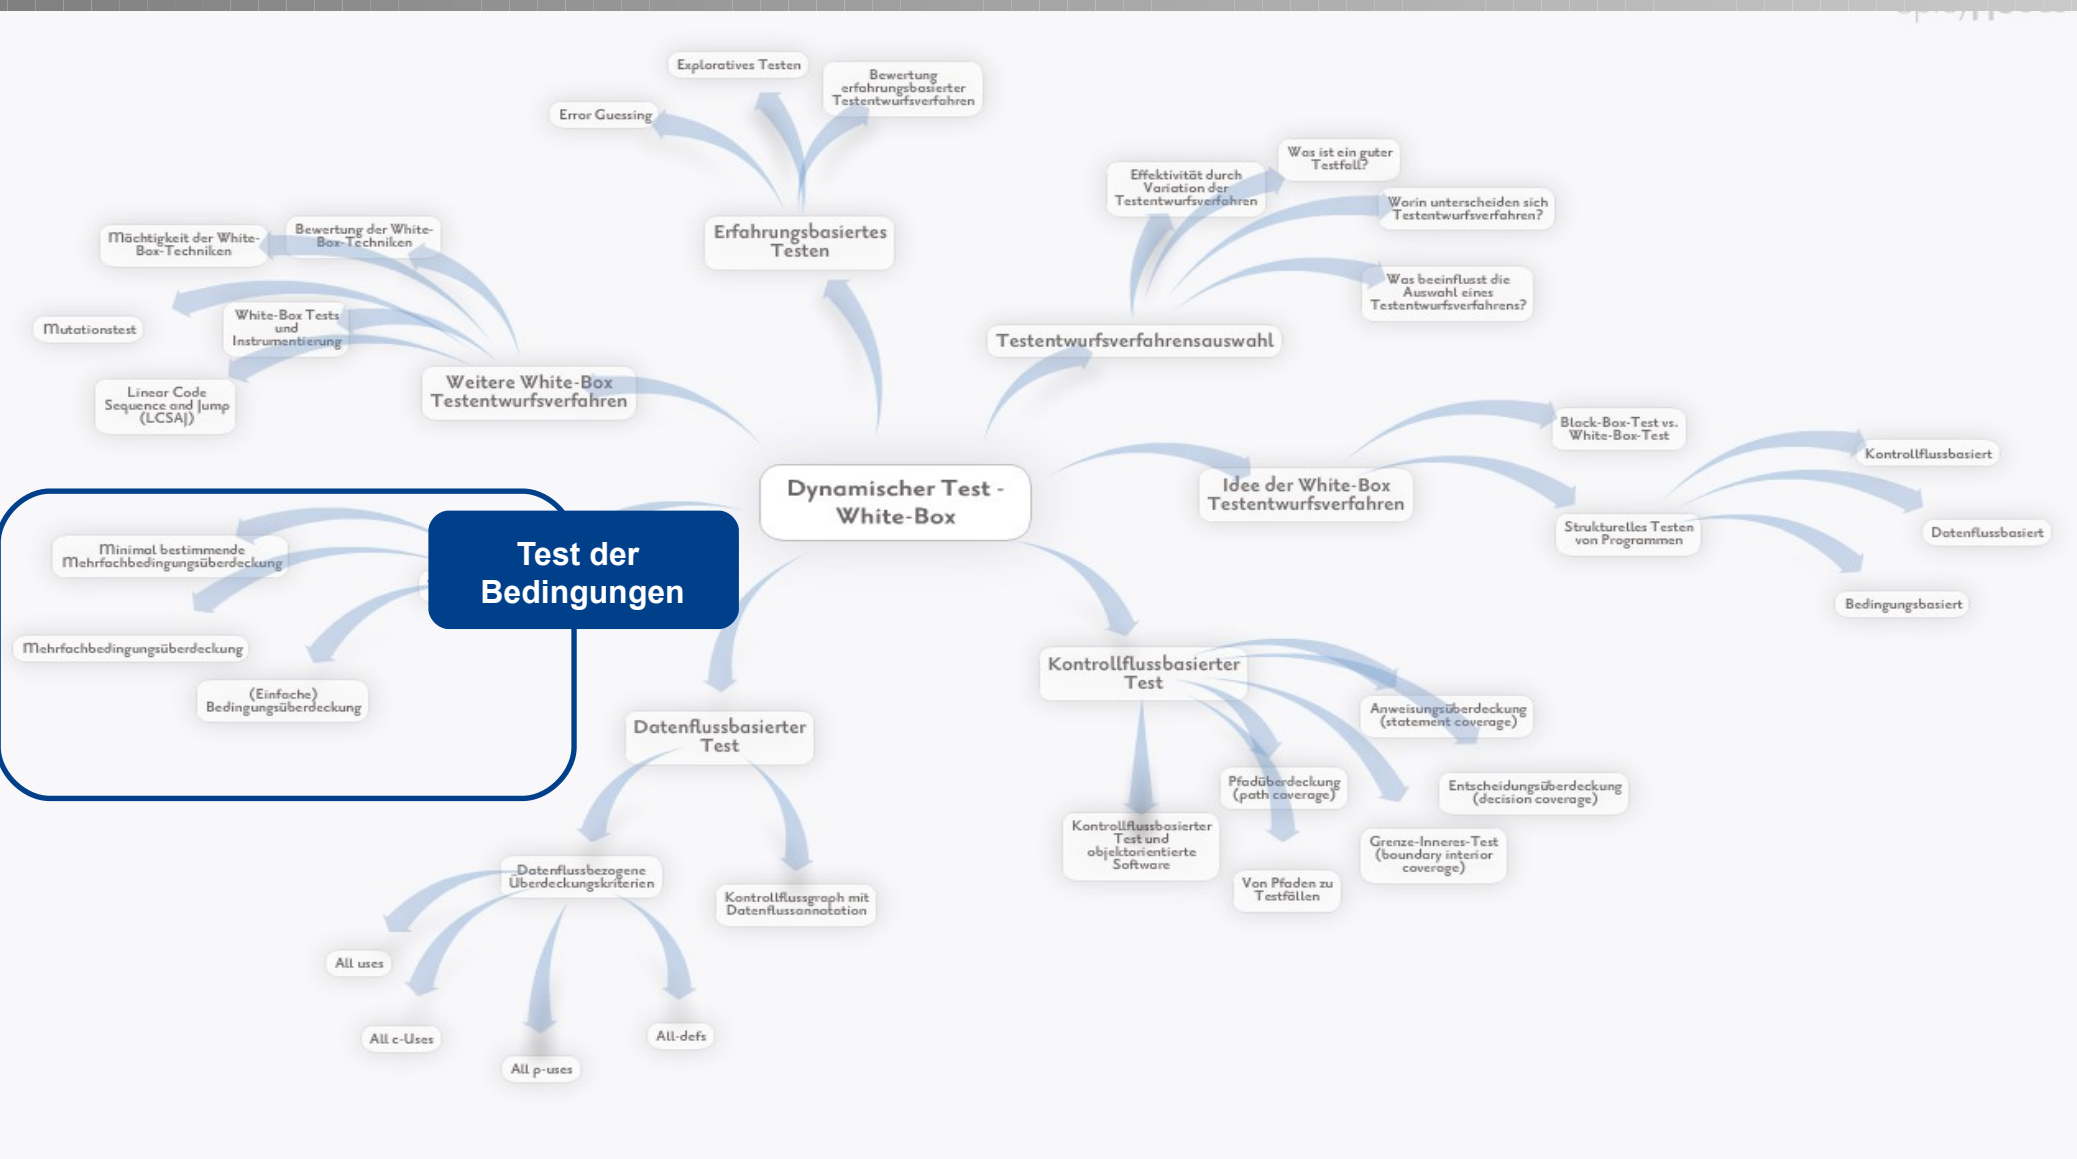 Exploratives Testen
Bewertung
erfahrungsbasierter
Testentwurfsverfahren
Error Guessing
Erfahrungsbasiertes
Testen
Was ist ein guter
Testfall?
Effektivität durch
Variation der
Testentwurfsverfahren
Worin unterscheiden sich
Testentwurfsverfahren?
Was beeinflusst die
Auswahl eines
Testentwurfsverfahrens?
Testentwurfsverfahrensauswahl
Mächtigkeit der White-
Box-Techniken
Bewertung der White-
Box-Techniken
Mutationstest
White-Box Tests
und
Instrumentierung
Linear Code
Sequence and Jump
(LCSAJ)
Weitere White-Box
Testentwurfsverfahren
Dynamischer Test -
White-Box
Idee der White-Box
Testentwurfsverfahren
Black-Box-Test vs.
White-Box-Test
Strukturelles Testen
von Programmen
Kontrollflussbasiert
Datenflussbasiert
Bedingungsbasiert
Test der
Bedingungen
Minimal bestimmende
Mehrfachbedingungsüberdeckung
Mehrfachbedingungsüberdeckung
(Einfache)
Bedingungsüberdeckung
Datenflussbasierter
Test
Datenflussbezogene
Überdeckungskriterien
Kontrollflussgraph mit
Datenflussannotation
All uses
All c-Uses
All p-uses
All-defs
Kontrollflussbasierter
Test
Anweisungsüberdeckung
(statement coverage)
Entscheidungsüberdeckung
(decision coverage)
Pfadüberdeckung
(path coverage)
Kontrollflussbasierter
Test und
objektorientierte
Software
Grenze-Inneres-Test
(boundary interior
coverage)
Von Pfaden zu
Testfällen